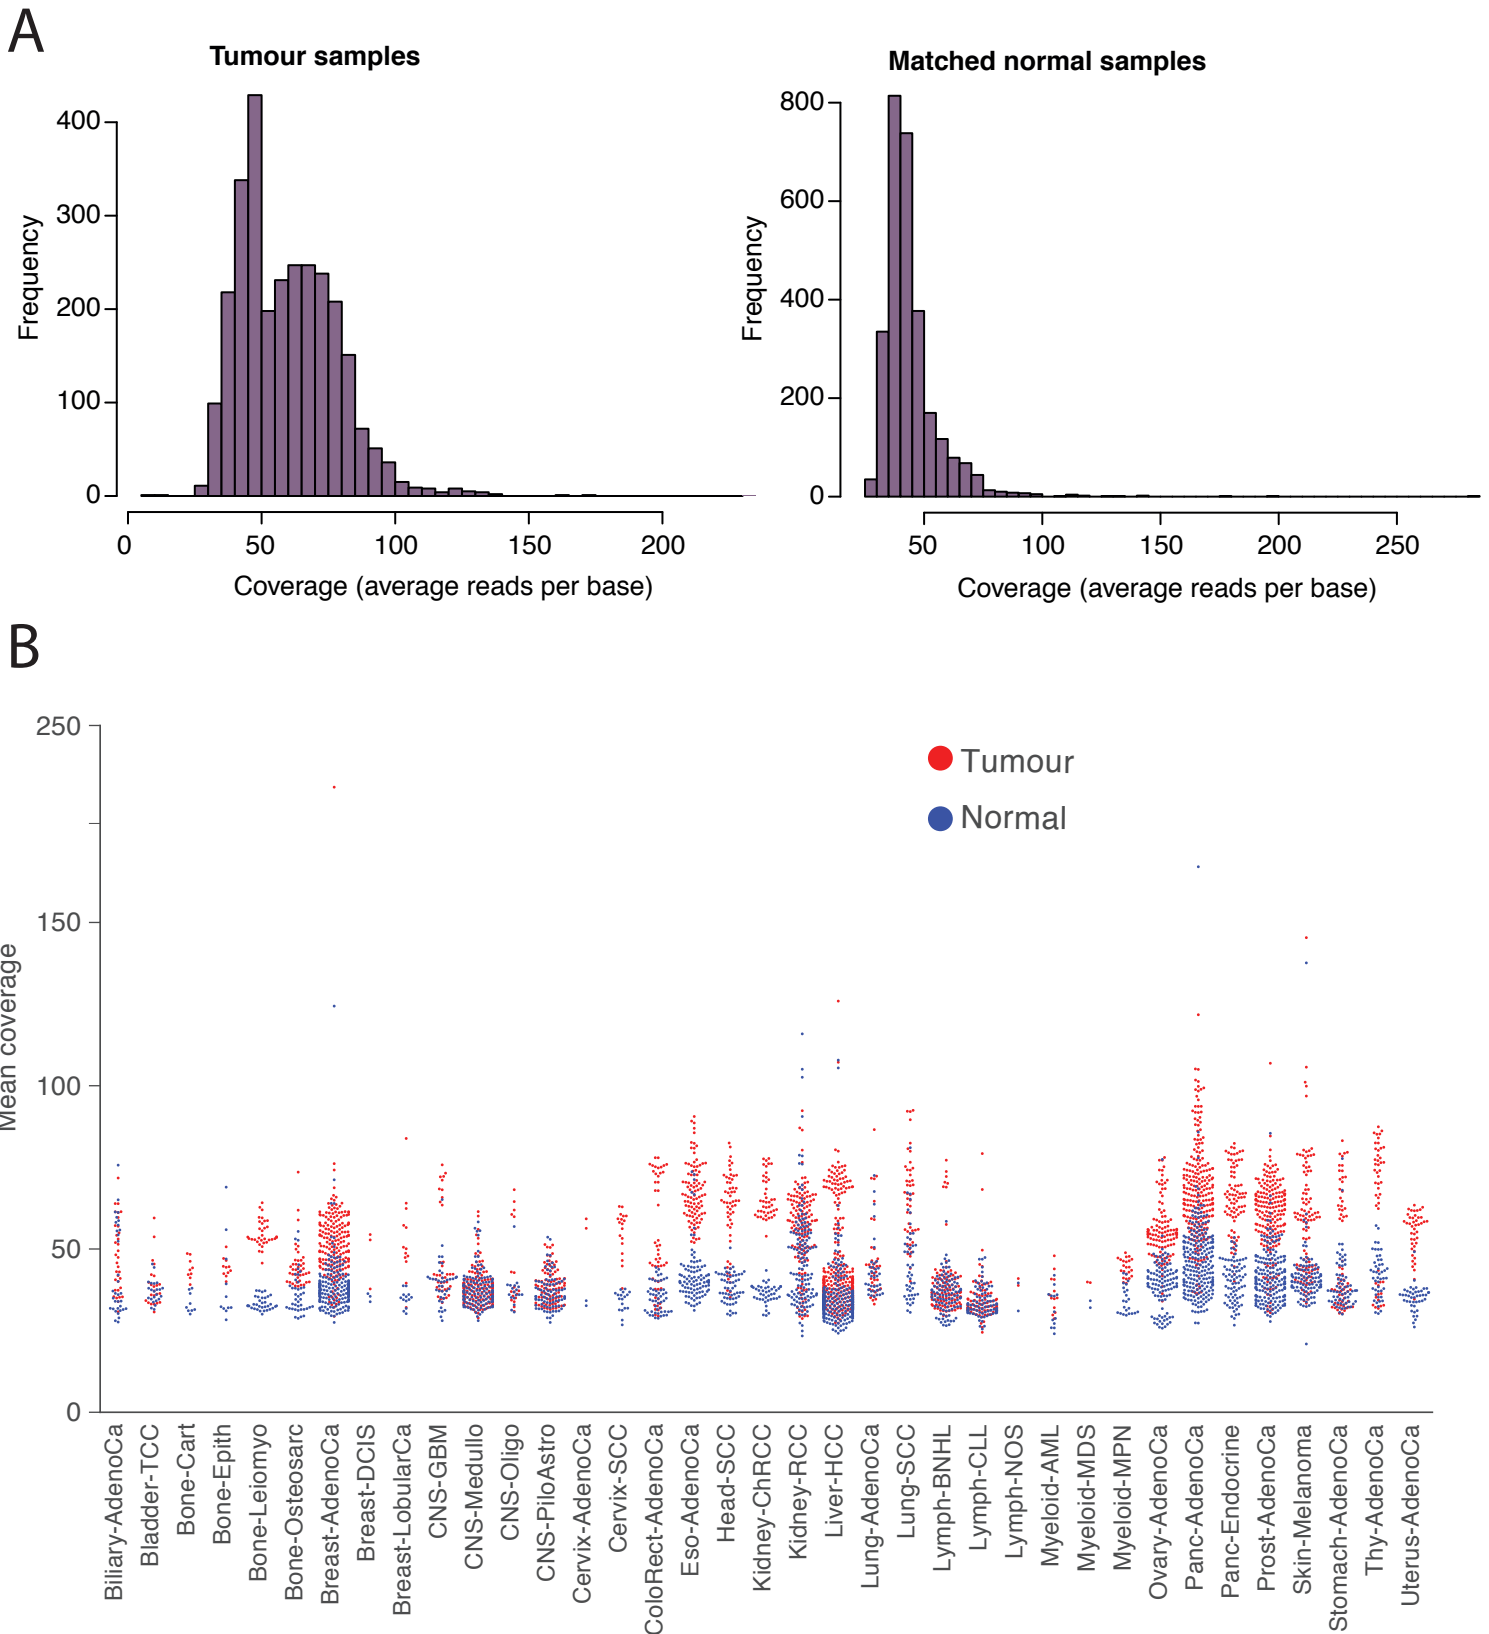 A
Tumour samples
Matched normal samples
Frequency
400
300
200
100
0
0 50 100 150 200
Coverage (average reads per base)
Frequency
800
600
400
200
0
50 100 150 200 250
Coverage (average reads per base)
B
Mean coverage
250
150
100
50
0
Tumour
Normal
Biliary-AdenoCa
Bladder-TCC
Bone-Cart
Bone-Epith
Bone-Leiomyo
Bone-Osteosarc
Breast-AdenoCa
Breast-DCIS
Breast-LobularCa
CNS-GBM
CNS-Medullo
CNS-Oligo
CNS-PiloAstro
Cervix-AdenoCa
Cervix-SCC
ColoRect-AdenoCa
Eso-AdenoCa
Head-SCC
Kidney-ChRCC
Kidney-RCC
Liver-HCC
Lung-AdenoCa
Lung-SCC
Lymph-BNHL
Lymph-CLL
Lymph-NOS
Myeloid-AML
Myeloid-MDS
Myeloid-MPN
Ovary-AdenoCa
Panc-AdenoCa
Panc-Endocrine
Prost-AdenoCa
Skin-Melanoma
Stomach-AdenoCa
Thy-AdenoCa
Uterus-AdenoCa